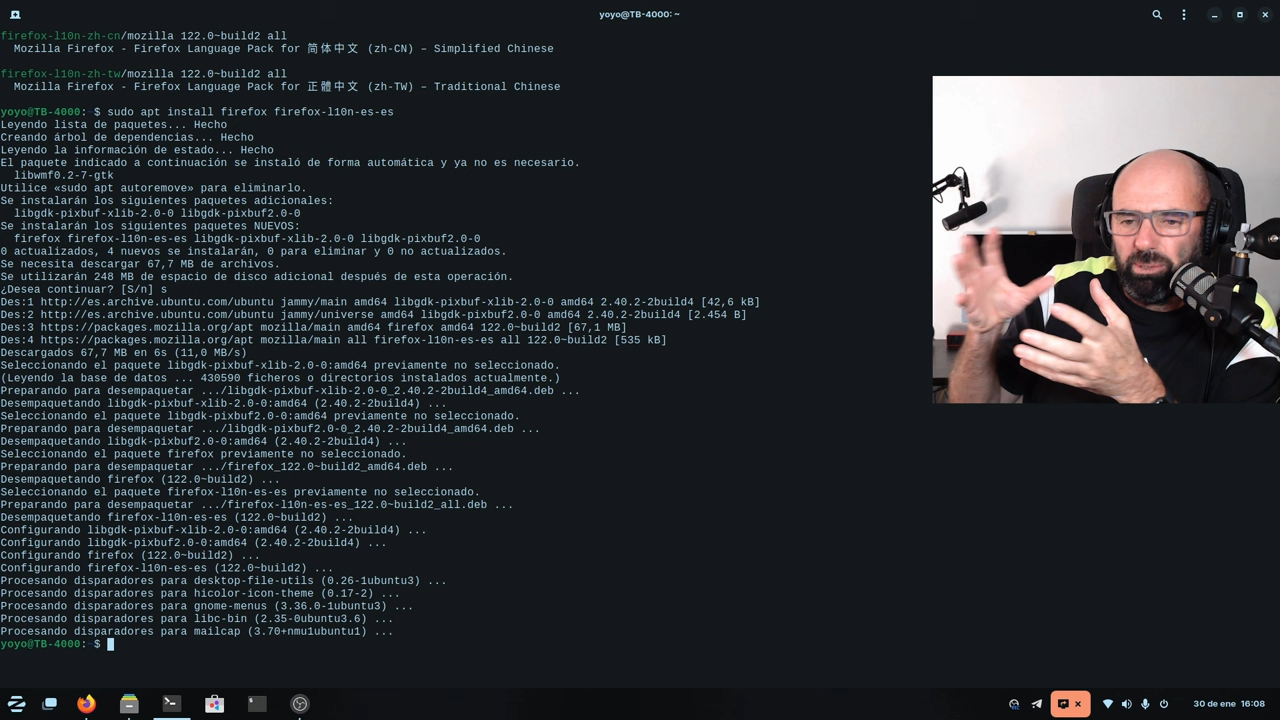 yoyo@TB-4000: ~
firefox-l10n-zh-cn/mozilla 122.0~build2 all
  Mozilla Firefox - Firefox Language Pack for 简体中文 (zh-CN) – Simplified Chinese
firefox-l10n-zh-tw/mozilla 122.0~build2 all
  Mozilla Firefox - Firefox Language Pack for 正體中文 (zh-TW) – Traditional Chinese
yoyo@TB-4000: $ sudo apt install firefox firefox-l10n-es-es
Leyendo lista de paquetes... Hecho
Creando árbol de dependencias... Hecho
Leyendo la información de estado... Hecho
El paquete indicado a continuación se instaló de forma automática y ya no es necesario.
  libwmf0.2-7-gtk
Utilice «sudo apt autoremove» para eliminarlo.
Se instalarán los siguientes paquetes adicionales:
  libgdk-pixbuf-xlib-2.0-0 libgdk-pixbuf2.0-0
Se instalarán los siguientes paquetes NUEVOS:
  firefox firefox-l10n-es-es libgdk-pixbuf-xlib-2.0-0 libgdk-pixbuf2.0-0
0 actualizados, 4 nuevos se instalarán, 0 para eliminar y 0 no actualizados.
Se necesita descargar 67,7 MB de archivos.
Se utilizarán 248 MB de espacio de disco adicional después de esta operación.
¿Desea continuar? [S/n] s
Des:1 http://es.archive.ubuntu.com/ubuntu jammy/main amd64 libgdk-pixbuf-xlib-2.0-0 amd64 2.40.2-2build4 [42,6 kB]
Des:2 http://es.archive.ubuntu.com/ubuntu jammy/universe amd64 libgdk-pixbuf2.0-0 amd64 2.40.2-2build4 [2.454 B]
Des:3 https://packages.mozilla.org/apt mozilla/main amd64 firefox amd64 122.0~build2 [67,1 MB]
Des:4 https://packages.mozilla.org/apt mozilla/main all firefox-l10n-es-es all 122.0~build2 [535 kB]
Descargados 67,7 MB en 6s (11,0 MB/s)
Seleccionando el paquete libgdk-pixbuf-xlib-2.0-0:amd64 previamente no seleccionado.
(Leyendo la base de datos ... 430590 ficheros o directorios instalados actualmente.)
Preparando para desempaquetar .../libgdk-pixbuf-xlib-2.0-0_2.40.2-2build4_amd64.deb ...
Desempaquetando libgdk-pixbuf-xlib-2.0-0:amd64 (2.40.2-2build4) ...
Seleccionando el paquete libgdk-pixbuf2.0-0:amd64 previamente no seleccionado.
Preparando para desempaquetar .../libgdk-pixbuf2.0-0_2.40.2-2build4_amd64.deb ...
Desempaquetando libgdk-pixbuf2.0-0:amd64 (2.40.2-2build4) ...
Seleccionando el paquete firefox previamente no seleccionado.
Preparando para desempaquetar .../firefox_122.0~build2_amd64.deb ...
Desempaquetando firefox (122.0~build2) ...
Seleccionando el paquete firefox-l10n-es-es previamente no seleccionado.
Preparando para desempaquetar .../firefox-l10n-es-es_122.0~build2_all.deb ...
Desempaquetando firefox-l10n-es-es (122.0~build2) ...
Configurando libgdk-pixbuf-xlib-2.0-0:amd64 (2.40.2-2build4) ...
Configurando libgdk-pixbuf2.0-0:amd64 (2.40.2-2build4) ...
Configurando firefox (122.0~build2) ...
Configurando firefox-l10n-es-es (122.0~build2) ...
Procesando disparadores para desktop-file-utils (0.26-1ubuntu3) ...
Procesando disparadores para hicolor-icon-theme (0.17-2) ...
Procesando disparadores para gnome-menus (3.36.0-1ubuntu3) ...
Procesando disparadores para libc-bin (2.35-0ubuntu3.6) ...
Procesando disparadores para mailcap (3.70+nmu1ubuntu1) ...
yoyo@TB-4000: $
30 de ene  16:08